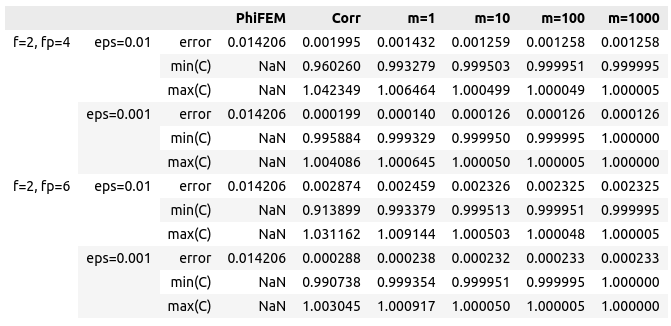 PhiFEM Corr m=1 m=10 m=100 m=1000
f=2, fp=4 eps=0.01 error 0.014206 0.001995 0.001432 0.001259 0.001258 0.001258
min(C) NaN 0.960260 0.993279 0.999503 0.999951 0.999995
max(C) NaN 1.042349 1.006464 1.000499 1.000049 1.000005
eps=0.001 error 0.014206 0.000199 0.000140 0.000126 0.000126 0.000126
min(C) NaN 0.995884 0.999329 0.999950 0.999995 1.000000
max(C) NaN 1.004086 1.000645 1.000050 1.000005 1.000000
f=2, fp=6 eps=0.01 error 0.014206 0.002874 0.002459 0.002326 0.002325 0.002325
min(C) NaN 0.913899 0.993379 0.999513 0.999951 0.999995
max(C) NaN 1.031162 1.009144 1.000503 1.000048 1.000005
eps=0.001 error 0.014206 0.000288 0.000238 0.000232 0.000233 0.000233
min(C) NaN 0.990738 0.999354 0.999951 0.999995 1.000000
max(C) NaN 1.003045 1.000917 1.000050 1.000005 1.000000